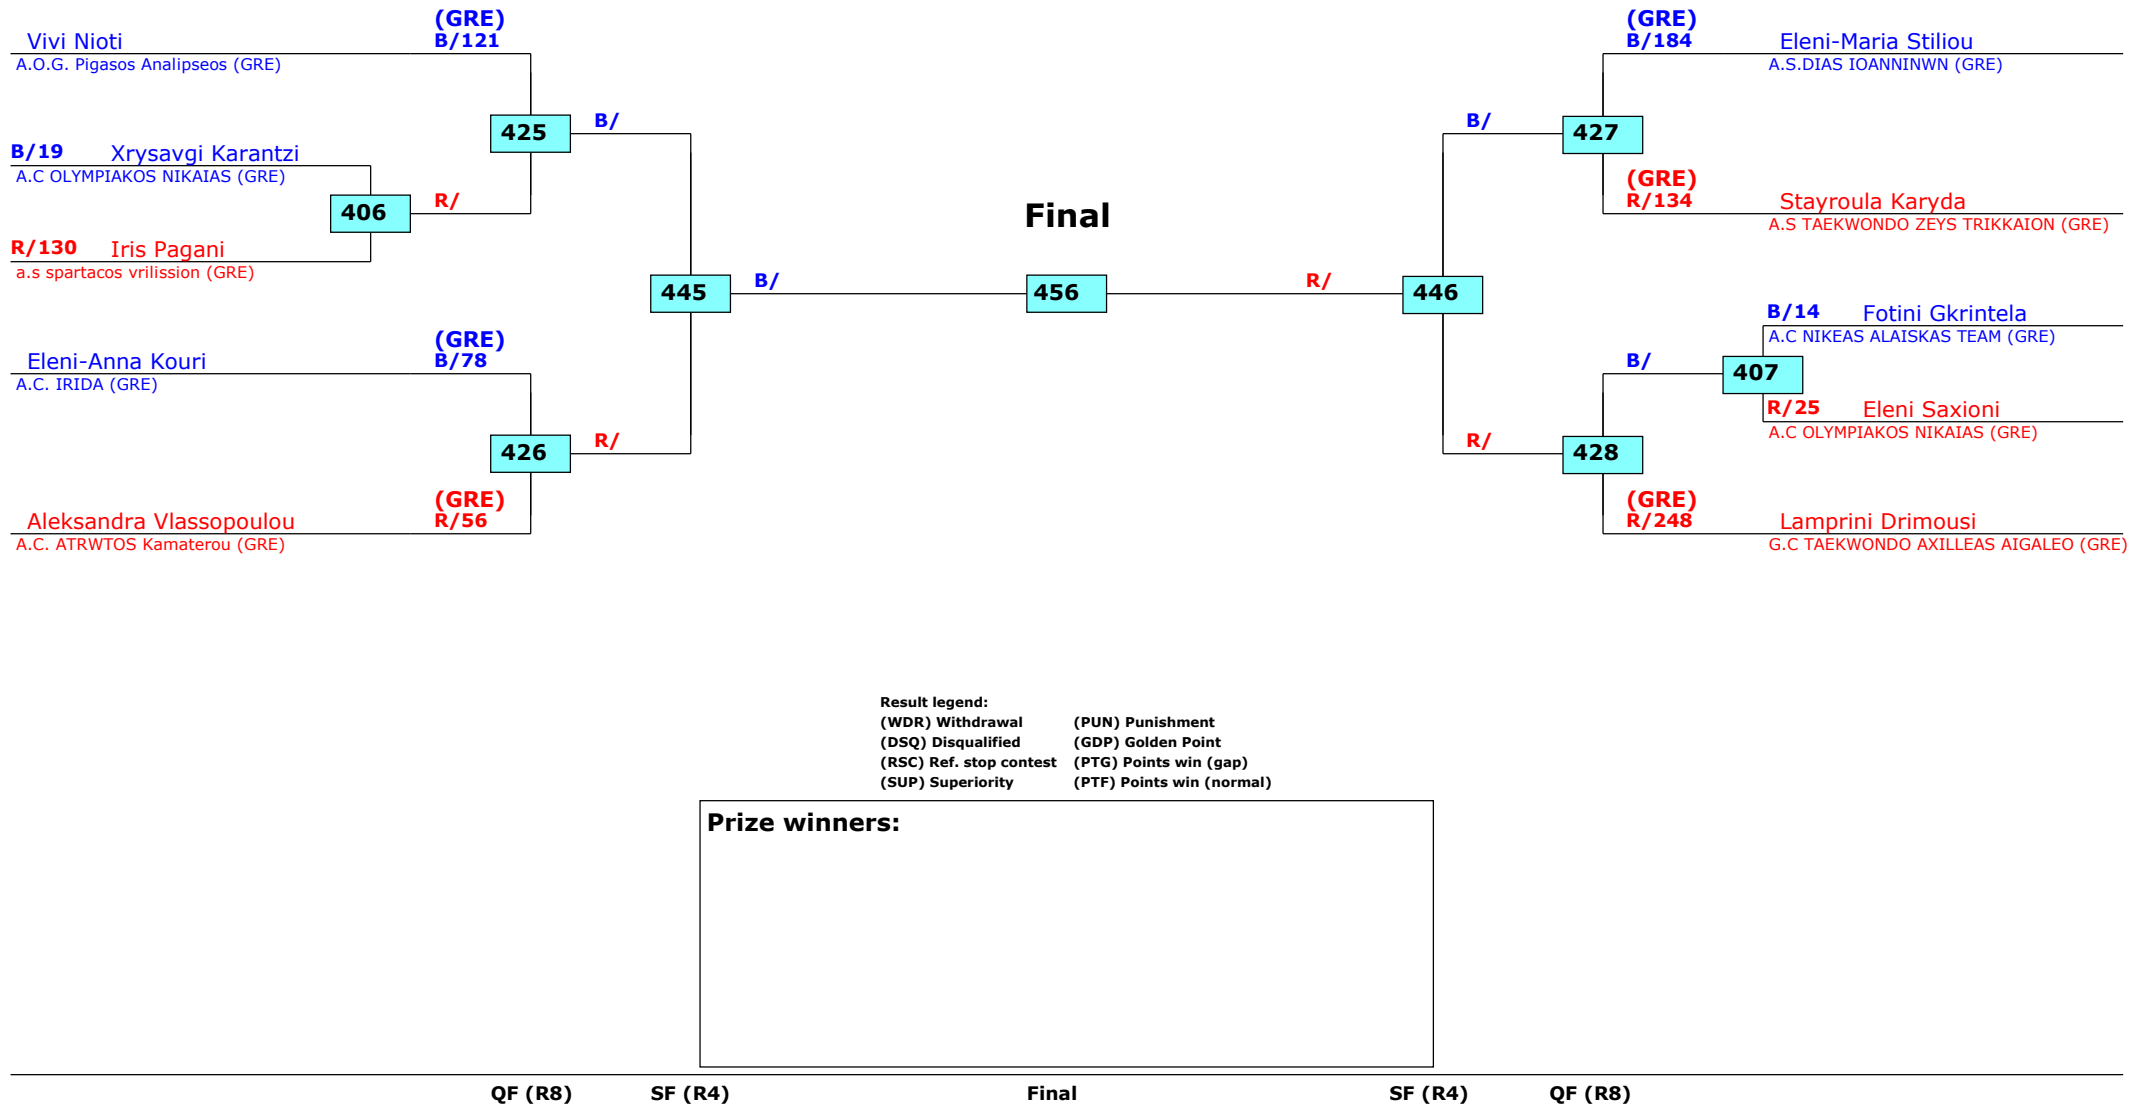 (GRE)
B/121
Vivi Nioti
A.O.G. Pigasos Analipseos (GRE)
425
B/
B/19 Xrysavgi Karantzi
A.C OLYMPIAKOS NIKAIAS (GRE)
406
R/
R/130 Iris Pagani
a.s spartacos vrilission (GRE)
445
B/
(GRE)
B/78
Eleni-Anna Kouri
A.C. IRIDA (GRE)
426
R/
(GRE)
R/56
Aleksandra Vlassopoulou
A.C. ATRWTOS Kamaterou (GRE)
Final
456
(GRE)
B/184
Eleni-Maria Stiliou
A.S.DIAS IOANNINWN (GRE)
B/
427
(GRE)
R/134
Stayroula Karyda
A.S TAEKWONDO ZEYS TRIKKAION (GRE)
R/
446
B/14 Fotini Gkrintela
A.C NIKEAS ALAISKAS TEAM (GRE)
B/
407
R/25 Eleni Saxioni
A.C OLYMPIAKOS NIKAIAS (GRE)
R/
428
(GRE)
R/248
Lamprini Drimousi
G.C TAEKWONDO AXILLEAS AIGALEO (GRE)
Result legend:
(WDR) Withdrawal (PUN) Punishment
(DSQ) Disqualified (GDP) Golden Point
(RSC) Ref. stop contest (PTG) Points win (gap)
(SUP) Superiority (PTF) Points win (normal)
Prize winners:
QF (R8) SF (R4) Final SF (R4) QF (R8)